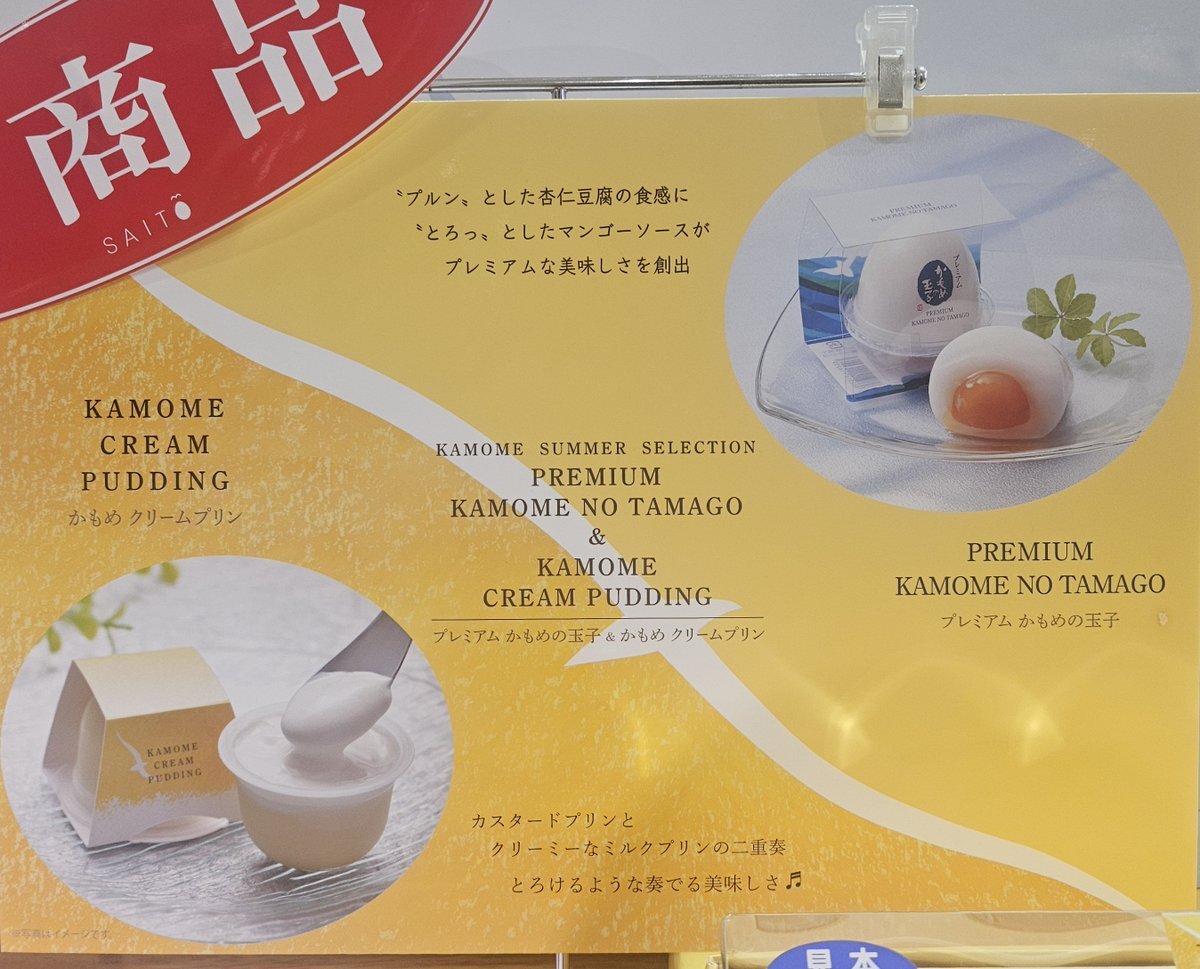 商品
SAITO
〝プルン〟とした杏仁豆腐の食感に
〝とろっ〟としたマンゴーソースが
プレミアムな美味しさを創出
PREMIUM
KAMOME NO TAMAGO
プレミアム
かもめの玉子
PREMIUM
KAMOME NO TAMAGO
KAMOME
CREAM
PUDDING
かもめ クリームプリン
KAMOME SUMMER SELECTION
PREMIUM
KAMOME NO TAMAGO
&
KAMOME
CREAM PUDDING
プレミアム かもめの玉子 & かもめ クリームプリン
PREMIUM
KAMOME NO TAMAGO
プレミアム かもめの玉子
KAMOME
CREAM
PUDDING
カスタードプリンと
クリーミーなミルクプリンの二重奏
とろけるような奏でる美味しさ♬
※写真はイメージです。
見本